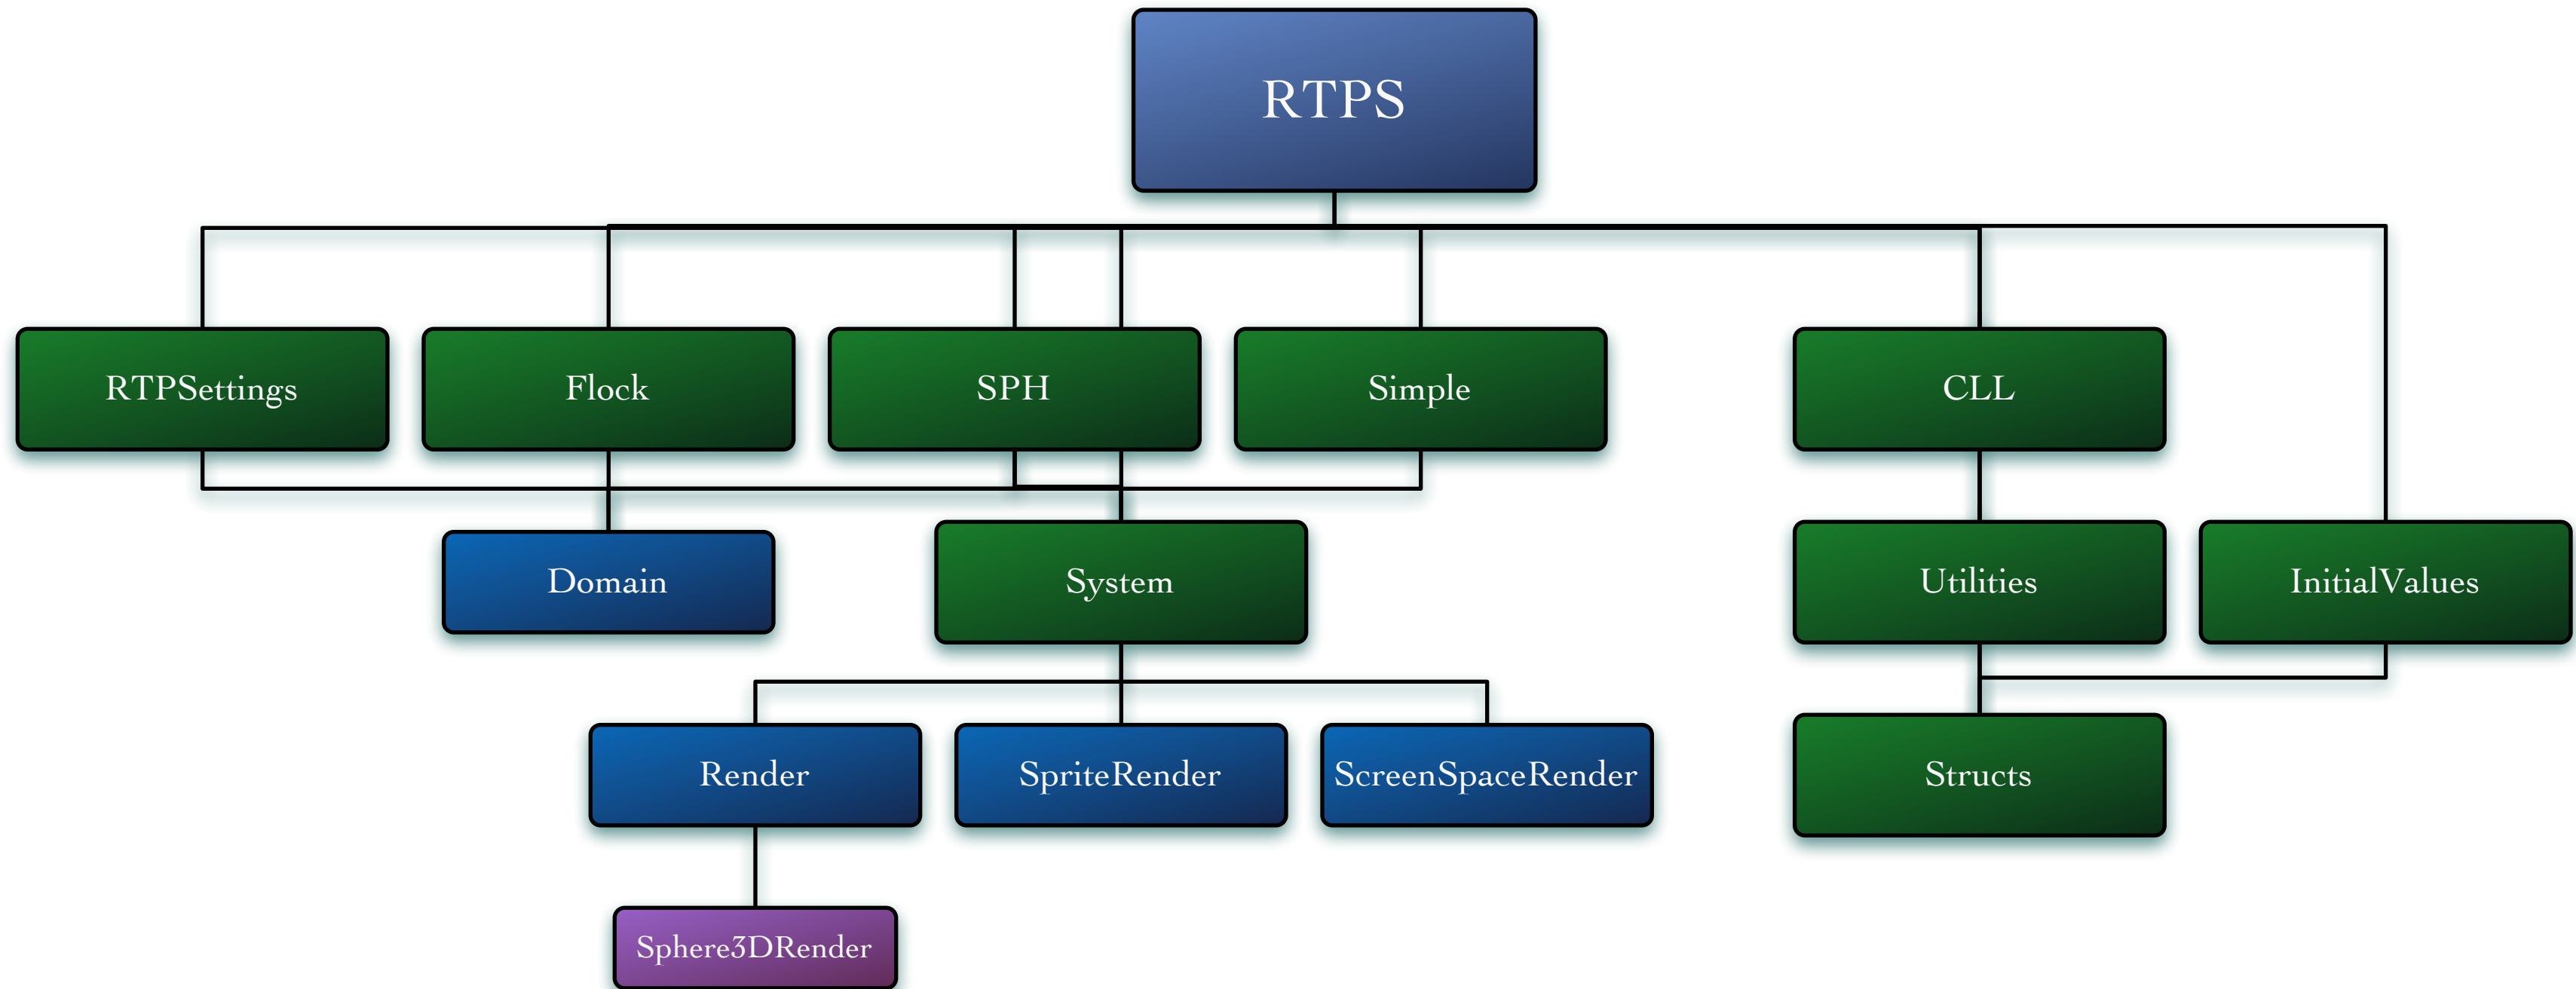 RTPS
RTPSettings
Flock
SPH
Simple
CLL
Domain
System
Utilities
InitialValues
Render
SpriteRender
ScreenSpaceRender
Structs
Sphere3DRender